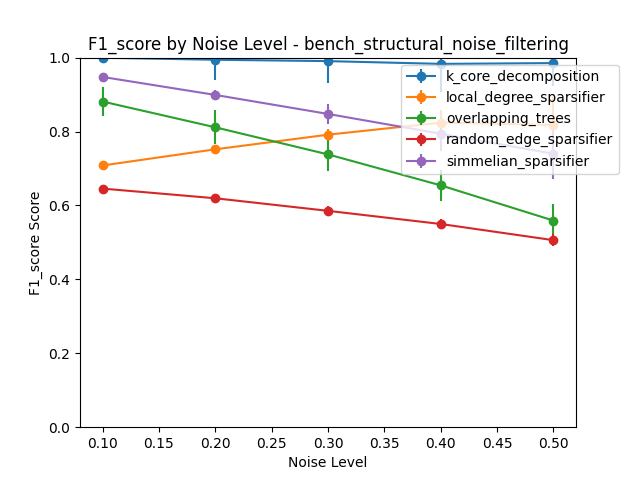 F1_score by Noise Level - bench_structural_noise_filtering
1.0
0.8
0.6
0.4
0.2
0.0
F1_score Score
k_core_decomposition
local_degree_sparsifier
overlapping_trees
random_edge_sparsifier
simmelian_sparsifier
0.10 0.15 0.20 0.25 0.30 0.35 0.40 0.45 0.50
Noise Level